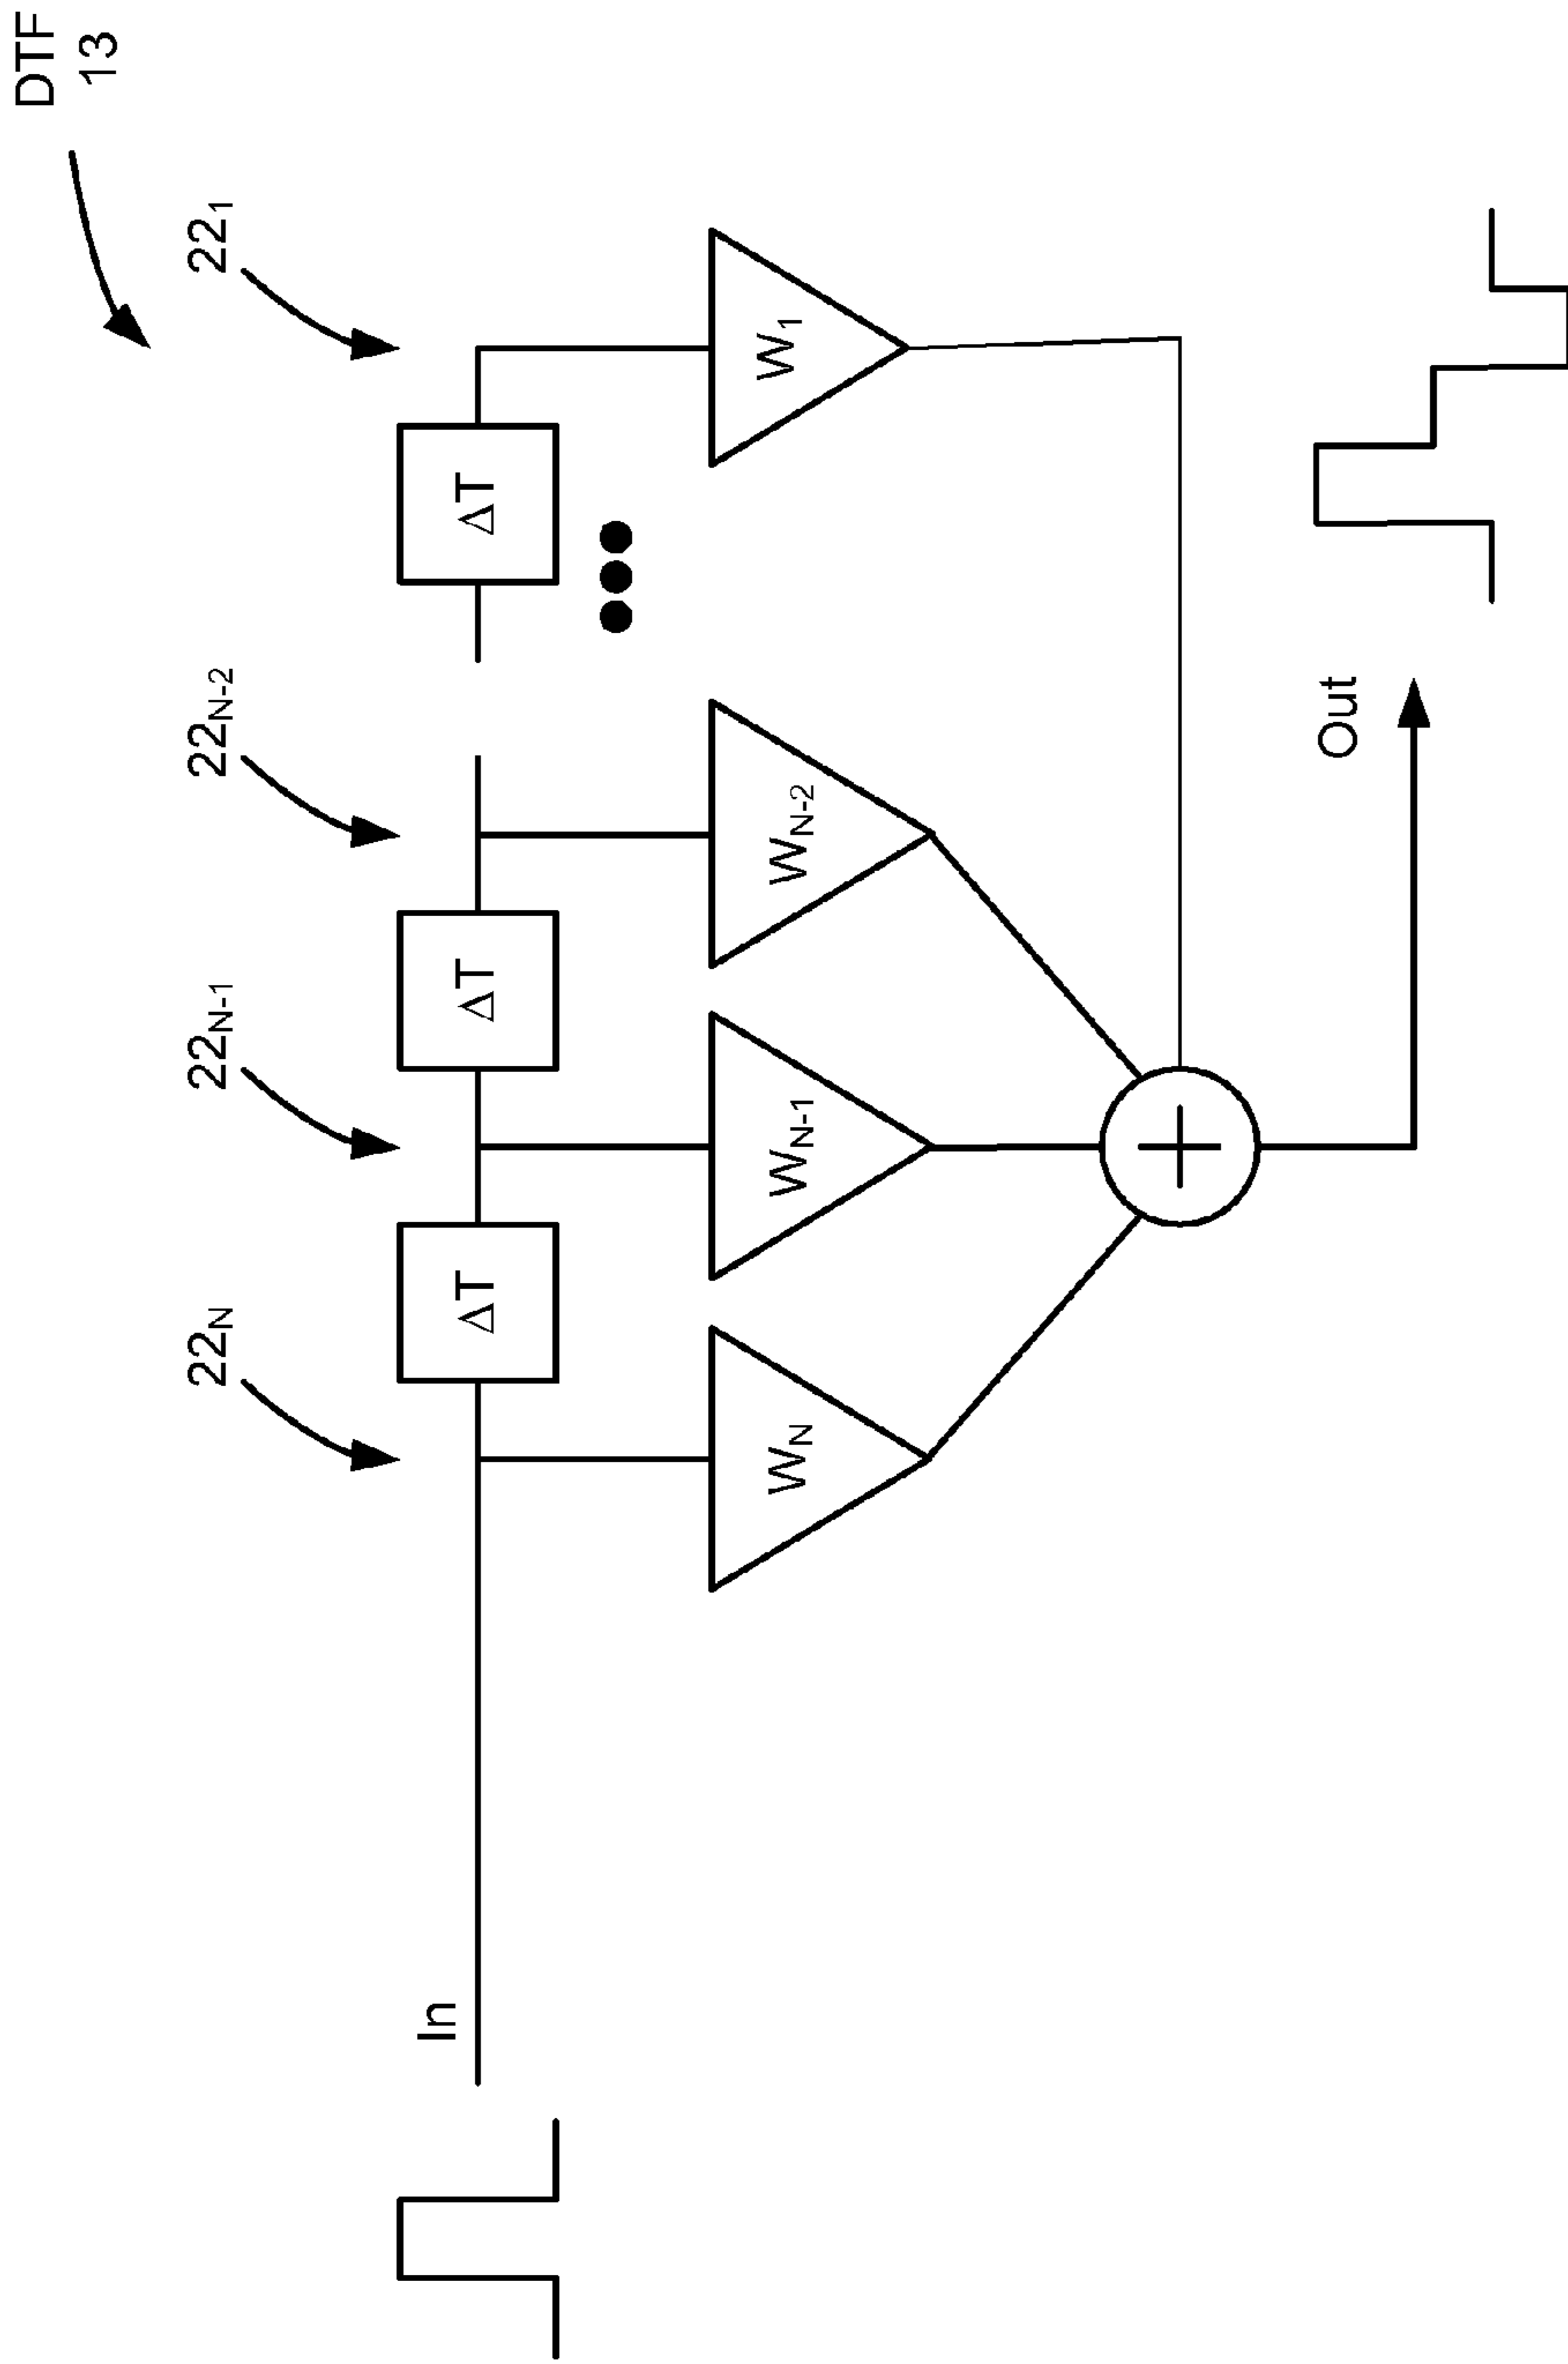 DTF
13
22N
22N-1
22N-2
221
In
ΔT
ΔT
ΔT
WN
WN-1
WN-2
W1
Out